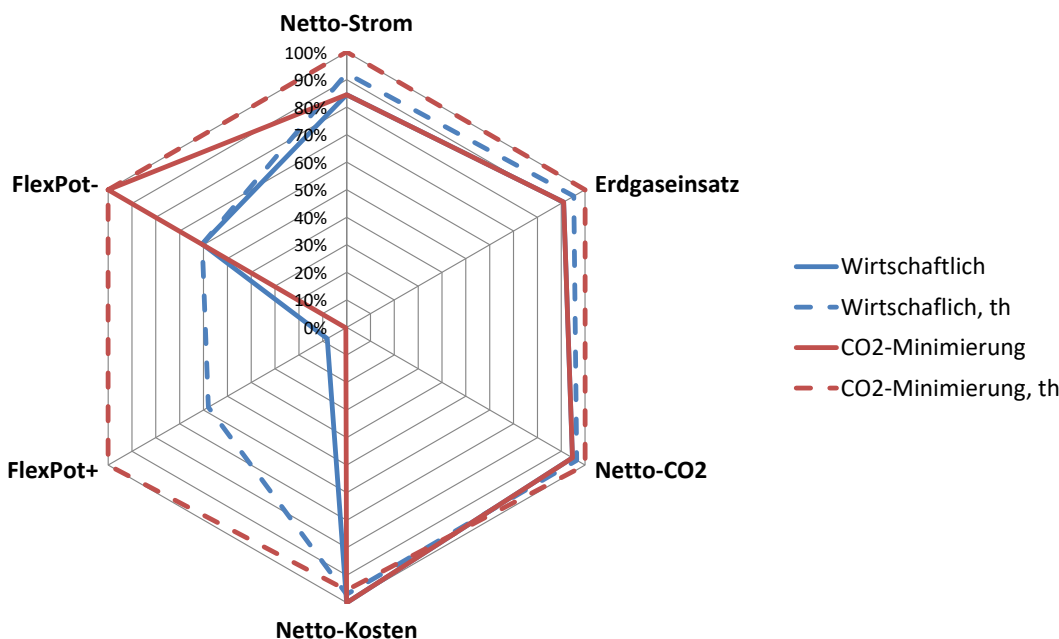 Netto-Strom
100%
90%
80%
70%
60%
50%
40%
30%
20%
10%
0%
FlexPot-
Erdgaseinsatz
FlexPot+
Netto-CO2
Netto-Kosten
Wirtschaftlich
Wirtschaflich, th
CO2-Minimierung
CO2-Minimierung, th